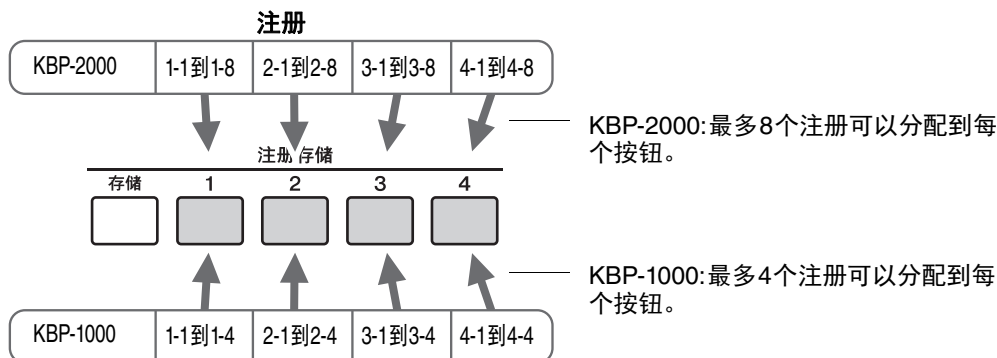 注册
KBP-2000 1-1到1-8 2-1到2-8 3-1到3-8 4-1到4-8
KBP-2000:最多8个注册可以分配到每
个按钮。
注册存储
存储 1 2 3 4
KBP-1000:最多4个注册可以分配到每
个按钮。
KBP-1000 1-1到1-4 2-1到2-4 3-1到3-4 4-1到4-4